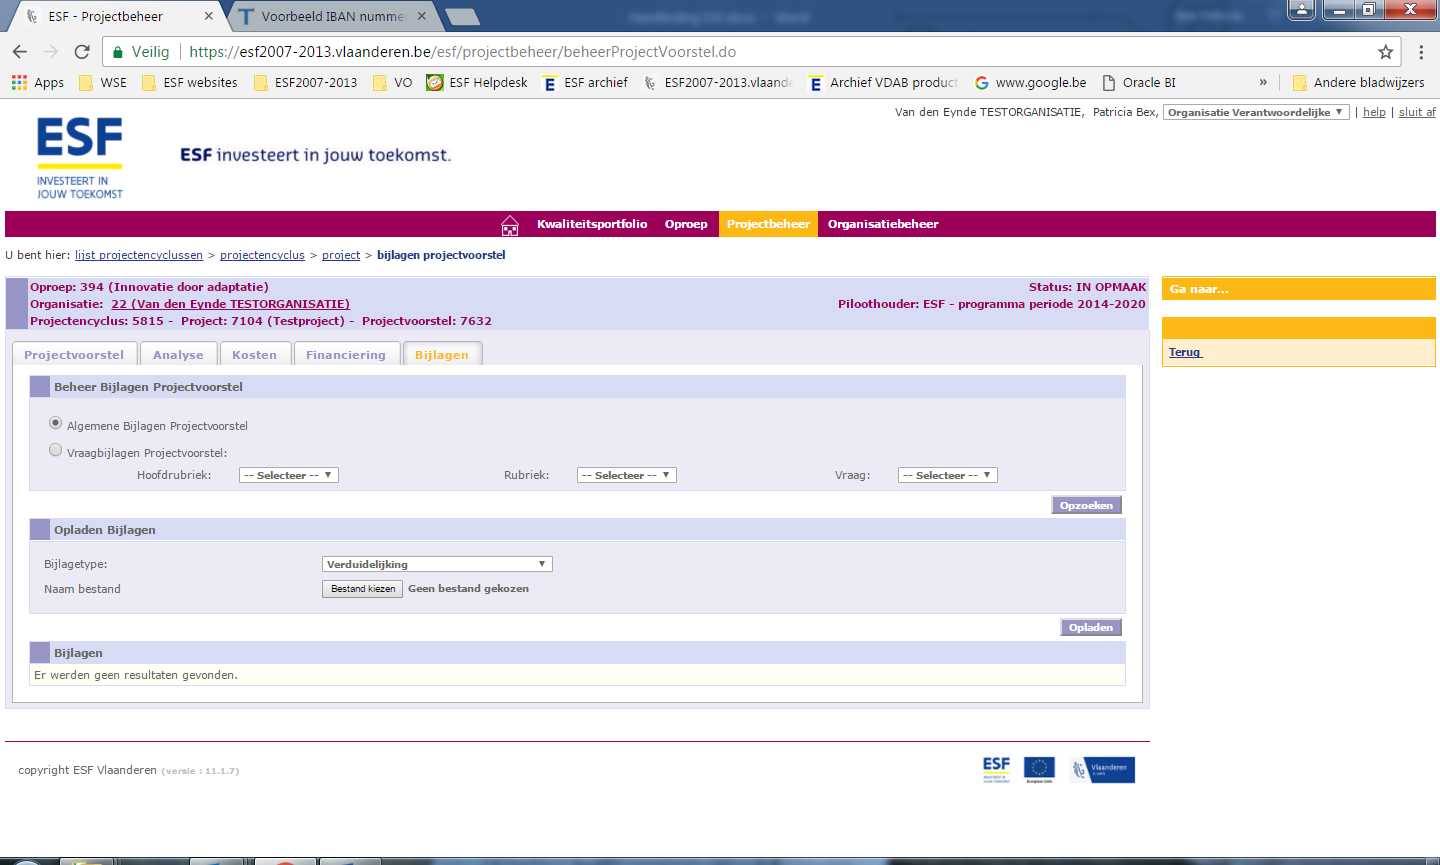 ESF - Projectbeheer
Voorbeeld IBAN numme
Veilig https://esf2007-2013.vlaanderen.be/esf/projectbeheer/beheerProjectVoorstel.do
Apps WSE ESF websites ESF2007-2013 VO ESF Helpdesk ESF archief ESF2007-2013.vlaande Archief VDAB product www.google.be Oracle BI » Andere bladwijzers
Van den Eynde TESTORGANISATIE, Patricia Bex, Organisatie Verantwoordelijke | help | sluit af
ESF
INVESTEERT IN
JOUW TOEKOMST
ESF investeert in jouw toekomst.
Kwaliteitsportfolio Oproep Projectbeheer Organisatiebeheer
U bent hier: lijst projectencyclussen > projectencyclus > project > bijlagen projectvoorstel
Oproep: 394 (Innovatie door adaptatie) Status: IN OPMAAK
Organisatie: 22 (Van den Eynde TESTORGANISATIE) Piloothouder: ESF - programma periode 2014-2020
Projectencyclus: 5815 - Project: 7104 (Testproject) - Projectvoorstel: 7632
Ga naar...
Terug
Projectvoorstel Analyse Kosten Financiering Bijlagen
Beheer Bijlagen Projectvoorstel
Algemene Bijlagen Projectvoorstel
Vraagbijlagen Projectvoorstel:
Hoofdrubriek: -- Selecteer -- Rubriek: -- Selecteer -- Vraag: -- Selecteer --
Opzoeken
Opladen Bijlagen
Bijlagetype: Verduidelijking
Naam bestand Bestand kiezen Geen bestand gekozen
Opladen
Bijlagen
Er werden geen resultaten gevonden.
copyright ESF Vlaanderen (versie : 11.1.7)
ESF
Vlaanderen